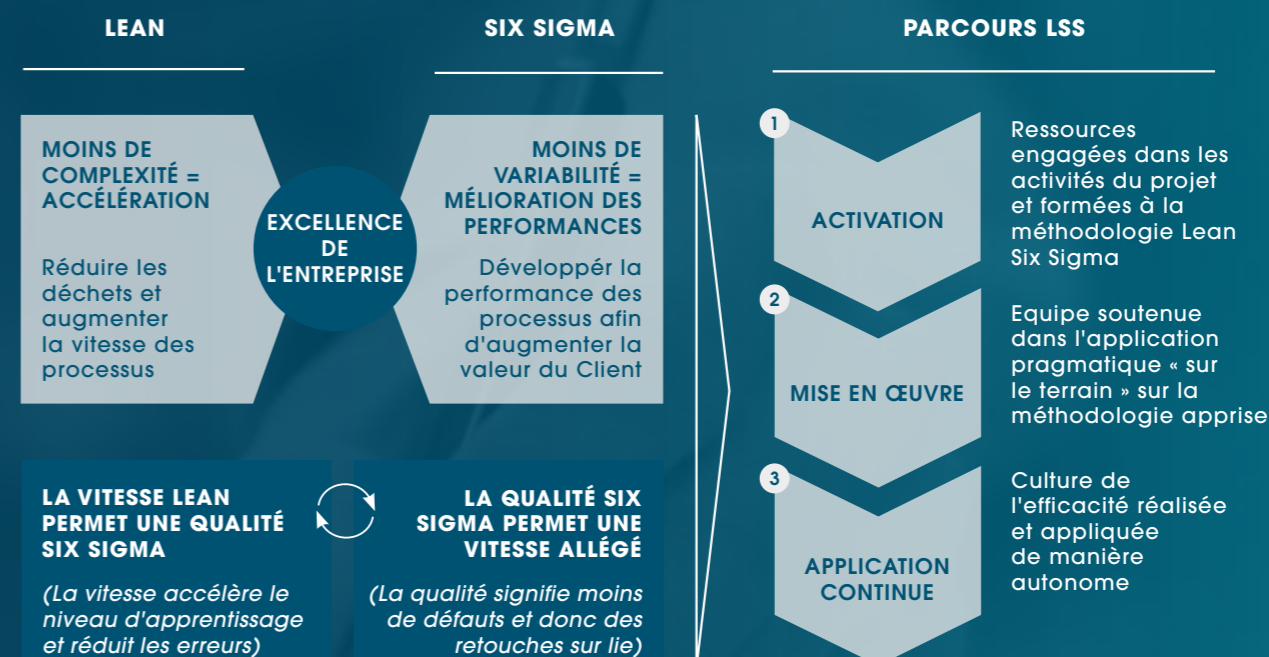 LEAN
MOINS DE
COMPLEXITÉ =
ACCÉLÉRATION
Réduire les
déchets et
augmenter
la vitesse des
processus
EXCELLENCE
DE
L'ENTREPRISE
SIX SIGMA
MOINS DE
VARIABILITÉ =
MÉLIORATION DES
PERFORMANCES
Développér la
performance des
processus afin
d'augmenter la
valeur du Client
LA VITESSE LEAN
PERMET UNE QUALITÉ
SIX SIGMA
(La vitesse accélère le
niveau d'apprentissage
et réduit les erreurs)
LA QUALITÉ SIX
SIGMA PERMET UNE
VITESSE ALLÉGÉ
(La qualité signifie moins
de défauts et donc des
retouches sur lie)
PARCOURS LSS
1
ACTIVATION
Ressources
engagées dans les
activités du projet
et formées à la
méthodologie Lean
Six Sigma
2
MISE EN ŒUVRE
Equipe soutenue
dans l'application
pragmatique « sur
le terrain » sur la
méthodologie apprise
3
APPLICATION
CONTINUE
Culture de
l'efficacité réalisée
et appliquée
de manière
autonome